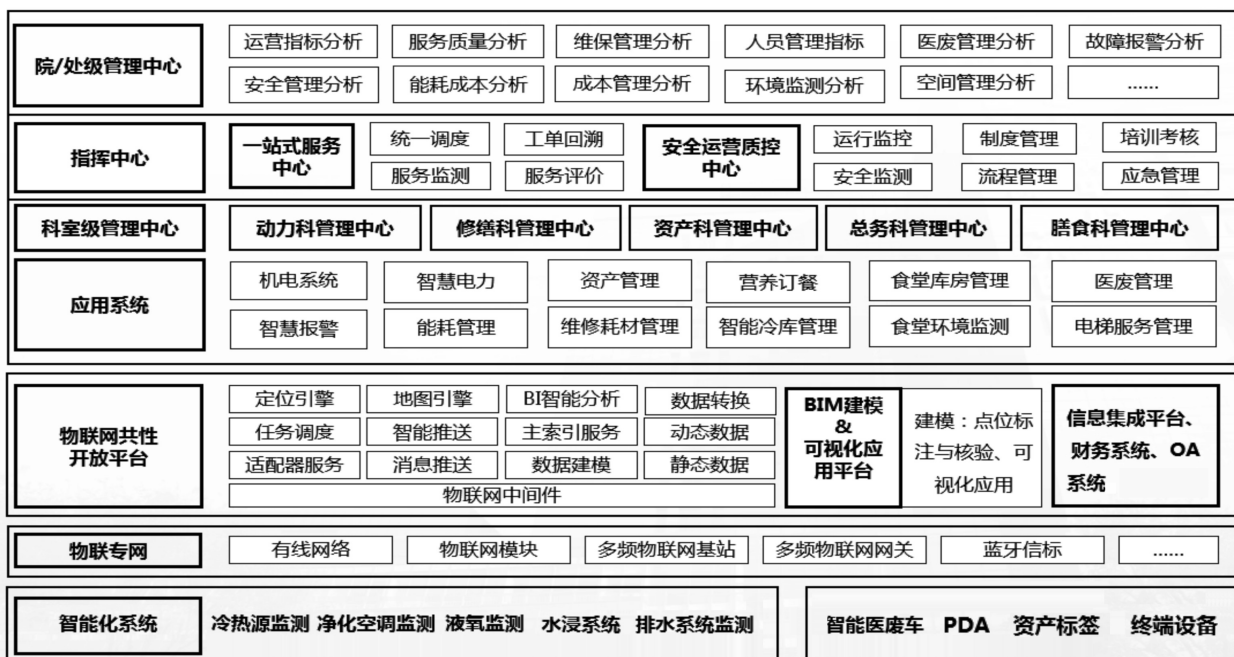 院/处级管理中心
运营指标分析 服务质量分析 维保管理分析 人员管理指标 医废管理分析 故障报警分析
安全管理分析 能耗成本分析 成本管理分析 环境监测分析 空间管理分析 ......
指挥中心
一站式服务
中心
统一调度 工单回溯
服务监测 服务评价
安全运营质控
中心
运行监控 制度管理 培训考核
安全监测 流程管理 应急管理
科室级管理中心 动力科管理中心 修缮科管理中心 资产科管理中心 总务科管理中心 膳食科管理中心
应用系统
机电系统 智慧电力 资产管理 营养订餐 食堂库房管理 医废管理
智慧报警 能耗管理 维修耗材管理 智能冷库管理 食堂环境监测 电梯服务管理
物联网共性
开放平台
定位引擎 地图引擎 BI智能分析 数据转换
任务调度 智能推送 主索引服务 动态数据
适配器服务 消息推送 数据建模 静态数据
物联网中间件
BIM建模
&
可视化应
用平台
建模：点位标
注与核验、可
视化应用
信息集成平台、
财务系统、OA
系统
物联专网 有线网络 物联网模块 多频物联网基站 多频物联网网关 蓝牙信标 ......
智能化系统 冷热源监测 净化空调监测 液氧监测 水浸系统 排水系统监测
智能医废车 PDA 资产标签 终端设备